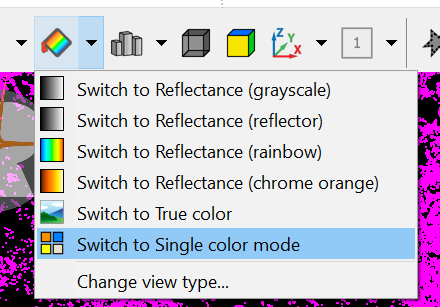 Z
Y
X
1
Switch to Reflectance (grayscale)
Switch to Reflectance (reflector)
Switch to Reflectance (rainbow)
Switch to Reflectance (chrome orange)
Switch to True color
Switch to Single color mode
Change view type...